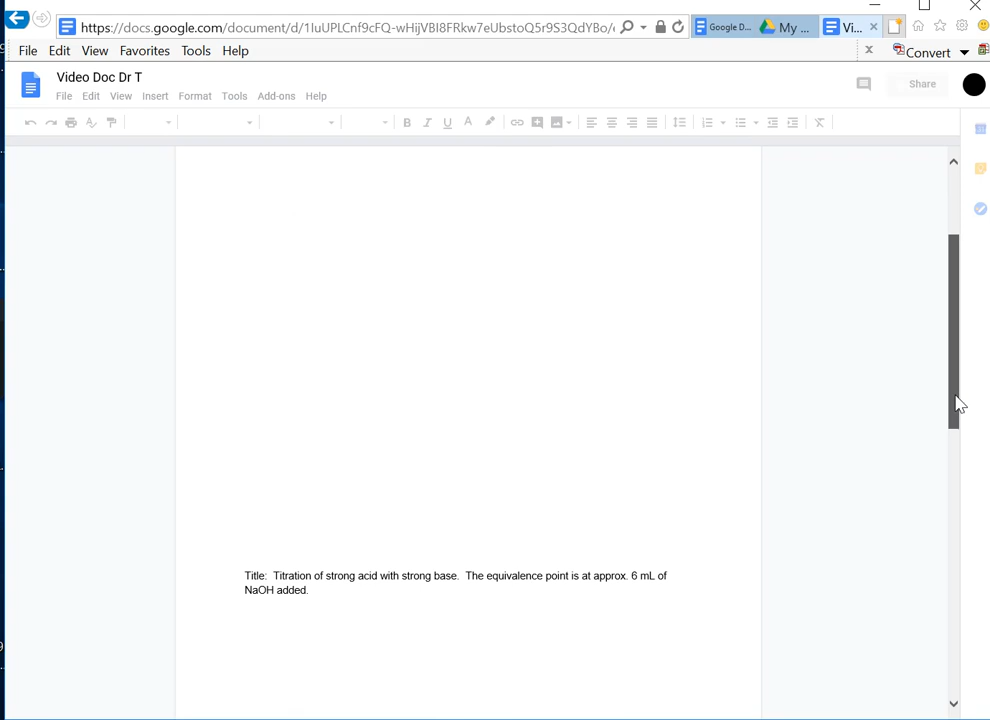 https://docs.google.com/document/d/
Google D...
My ...
Vi...
File Edit View Favorites Tools Help
Convert
Video Doc Dr T
File Edit View Insert Format Tools Add-ons Help
Share
B I U A
Title: Titration of strong acid with strong base. The equivalence point is at approx. 6 mL of
NaOH added.